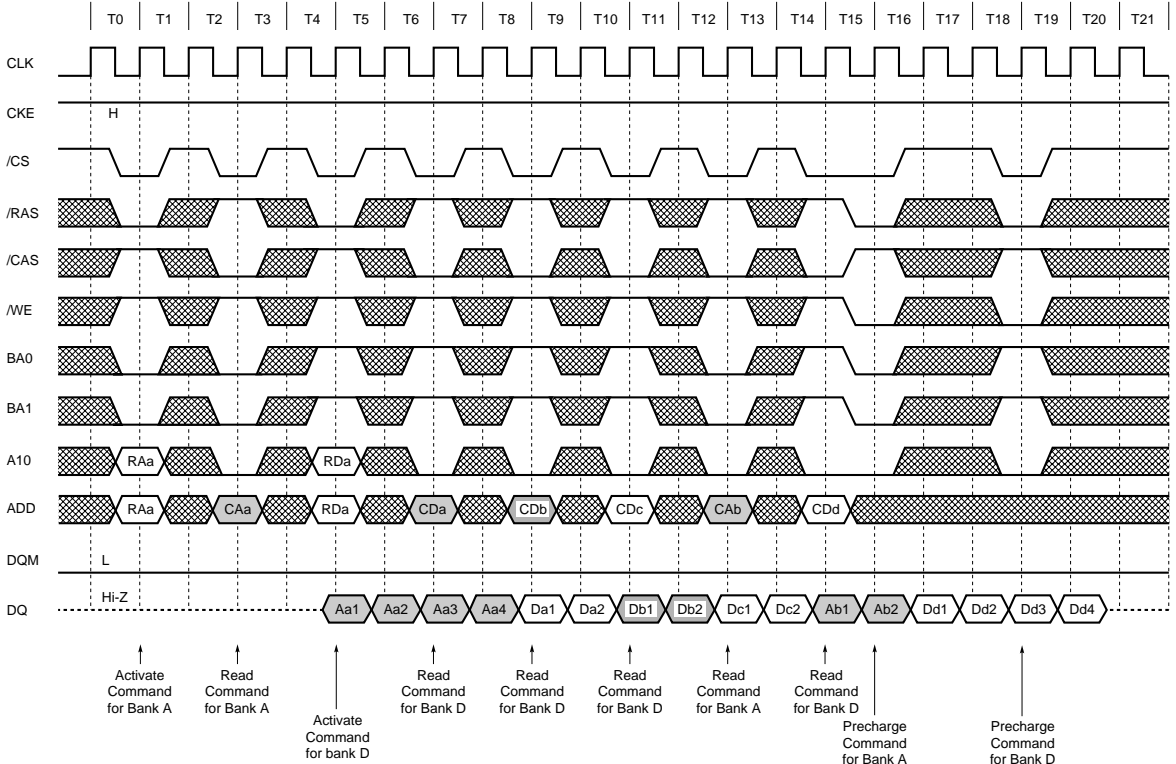 T0 T1 T2 T3 T4 T5 T6 T7 T8 T9 T10 T11 T12 T13 T14 T15 T16 T17 T18 T19 T20 T21
CLK
CKE H
/CS
/RAS
/CAS
/WE
BA0
BA1
A10 RAa RDa
ADD RAa CAa RDa CDa CDb CDc CAb CDd
DQM L
DQ Hi-Z Aa1 Aa2 Aa3 Aa4 Da1 Da2 Db1 Db2 Dc1 Dc2 Ab1 Ab2 Dd1 Dd2 Dd3 Dd4
Activate
Command
for Bank A
Read
Command
for Bank A
Activate
Command
for bank D
Read
Command
for Bank D
Read
Command
for Bank D
Read
Command
for Bank D
Read
Command
for Bank A
Read
Command
for Bank D
Precharge
Command
for Bank A
Precharge
Command
for Bank D